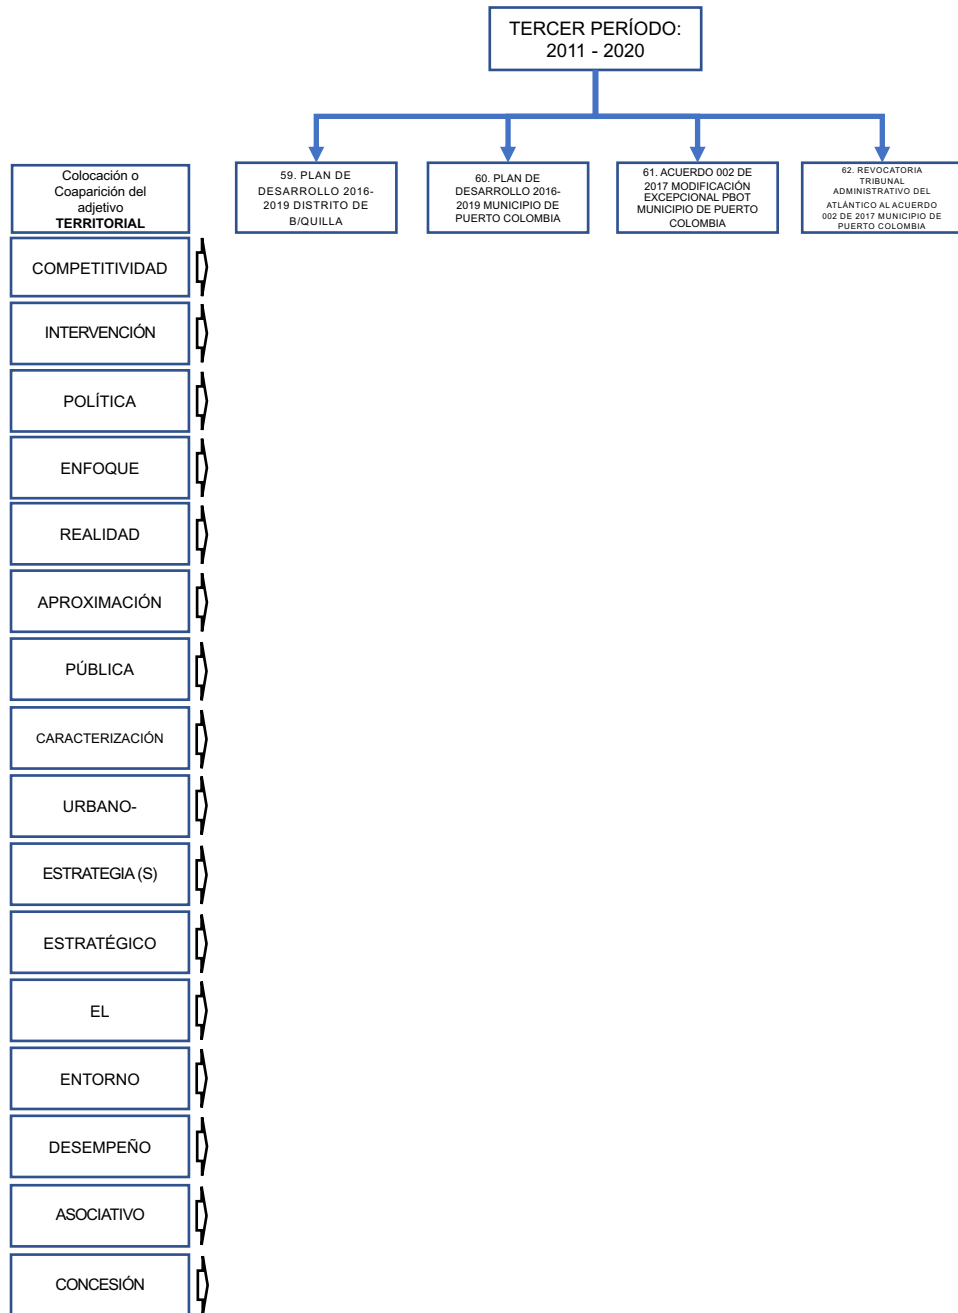 TERCER PERÍODO:
2011 - 2020
Colocación o
Coaparición del
adjetivo
TERRITORIAL
59. PLAN DE
DESARROLLO 2016-
2019 DISTRITO DE
B/QUILLA
60. PLAN DE
DESARROLLO 2016-
2019 MUNICIPIO DE
PUERTO COLOMBIA
61. ACUERDO 002 DE
2017 MODIFICACIÓN
EXCEPCIONAL PBOT
MUNICIPIO DE PUERTO
COLOMBIA
62. REVOCATORIA
TRIBUNAL
ADMINISTRATIVO DEL
ATLÁNTICO AL ACUERDO
002 DE 2017 MUNICIPIO DE
PUERTO COLOMBIA
COMPETITIVIDAD
INTERVENCIÓN
POLÍTICA
ENFOQUE
REALIDAD
APROXIMACIÓN
PÚBLICA
CARACTERIZACIÓN
URBANO-
ESTRATEGIA (S)
ESTRATÉGICO
EL
ENTORNO
DESEMPEÑO
ASOCIATIVO
CONCESIÓN